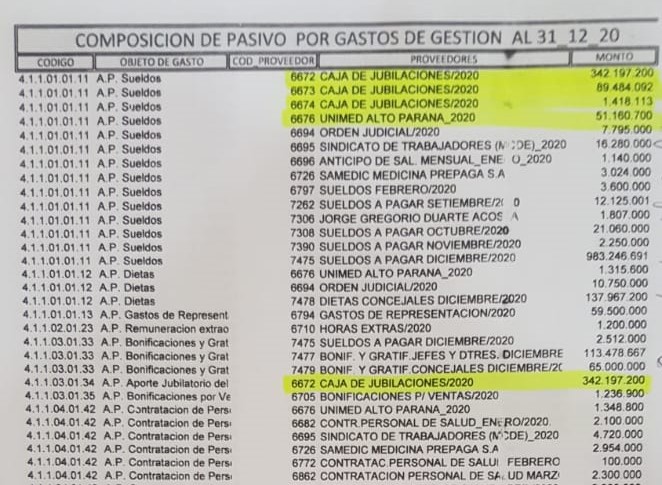 COMPOSICION DE PASIVO POR GASTOS DE GESTION AL 31_12_20
CODIGO OBJETO DE GASTO COD_PROVEEDOR PROVEEDORES MONTO
4.1.1.01.01.11 A.P. Sueldos 6672 CAJA DE JUBILACIONES/2020 342.197.200
4.1.1.01.01.11 A.P. Sueldos 6673 CAJA DE JUBILACIONES/2020 89.484.092
4.1.1.01.01.11 A.P. Sueldos 6674 CAJA DE JUBILACIONES/2020 1.418.113
4.1.1.01.01.11 A.P. Sueldos 6676 UNIMED ALTO PARANA_2020 51.160.700
4.1.1.01.01.11 A.P. Sueldos 6694 ORDEN JUDICIAL/2020 7.795.000
4.1.1.01.01.11 A.P. Sueldos 6695 SINDICATO DE TRABAJADORES 2020 16.280.000
4.1.1.01.01.11 A.P. Sueldos 6696 ANTICIPO DE SAL. MENSUAL_ENE O_2020 1.140.000
4.1.1.01.01.11 A.P. Sueldos 6726 SAMEDIC MEDICINA PREPAGA S.A 3.024.000
4.1.1.01.01.11 A.P. Sueldos 6797 SUELDOS FEBRERO/2020 3.600.000
4.1.1.01.01.11 A.P. Sueldos 7262 SUELDOS A PAGAR SETIEMBRE/2 0 12.125.001
4.1.1.01.01.11 A.P. Sueldos 7306 JORGE GREGORIO DUARTE ACOS A 1.807.000
4.1.1.01.01.11 A.P. Sueldos 7308 SUELDOS A PAGAR OCTUBRE/2020 21.060.000
4.1.1.01.01.11 A.P. Sueldos 7390 SUELDOS A PAGAR NOVIEMBRE/2020 2.250.000
4.1.1.01.01.11 A.P. Sueldos 7475 SUELDOS A PAGAR DICIEMBRE/2020 983.246.691
4.1.1.01.01.12 A.P. Dietas 6676 UNIMED ALTO PARANA_2020 1.315.600
4.1.1.01.01.12 A.P. Dietas 6694 ORDEN JUDICIAL/2020 10.750.000
4.1.1.01.01.12 A.P. Dietas 7478 DIETAS CONCEJALES DICIEMBRE/2020 137.967.200
4.1.1.01.01.13 A.P. Gastos de Represent 6794 GASTOS DE REPRESENTACION/2020 59.500.000
4.1.1.02.01.23 A.P. Remuneracion extrao 6710 HORAS EXTRAS/2020 1.200.000
4.1.1.03.01.33 A.P. Bonificaciones y Grat 7475 SUELDOS A PAGAR DICIEMBRE/2020 2.512.000
4.1.1.03.01.33 A.P. Bonificaciones y Grat 7477 BONIF. Y GRATIF.JEFES Y DTRES. DICIEMBRE 113.478.667
4.1.1.03.01.33 A.P. Bonificaciones y Grat 7479 BONIF. Y GRATIF.CONCEJALES DICIEMBRE/20 65.000.000
4.1.1.03.01.34 A.P. Aporte Jubilatorio del 6672 CAJA DE JUBILACIONES/2020 342.197.200
4.1.1.03.01.35 A.P. Bonificaciones por Ve 6705 BONIFICACIONES P/ VENTAS/2020 1.236.900
4.1.1.04.01.42 A.P. Contratacion de Pers 6676 UNIMED ALTO PARANA_2020 1.348.800
4.1.1.04.01.42 A.P. Contratacion de Pers 6682 CONTR.PERSONAL DE SALUD_ENERO/2020 2.100.000
4.1.1.04.01.42 A.P. Contratacion de Pers 6695 SINDICATO DE TRABAJADORES 2020 4.720.000
4.1.1.04.01.42 A.P. Contratacion de Pers 6726 SAMEDIC MEDICINA PREPAGA S.A 2.954.000
4.1.1.04.01.42 A.P. Contratacion de Pers 6772 CONTRATAC.PERSONAL DE SALU FEBRERO 100.000
4.1.1.04.01.42 A.P. Contratacion de Pers 6862 CONTRATACION PERSONAL DE SA UD MARZ 2.300.000